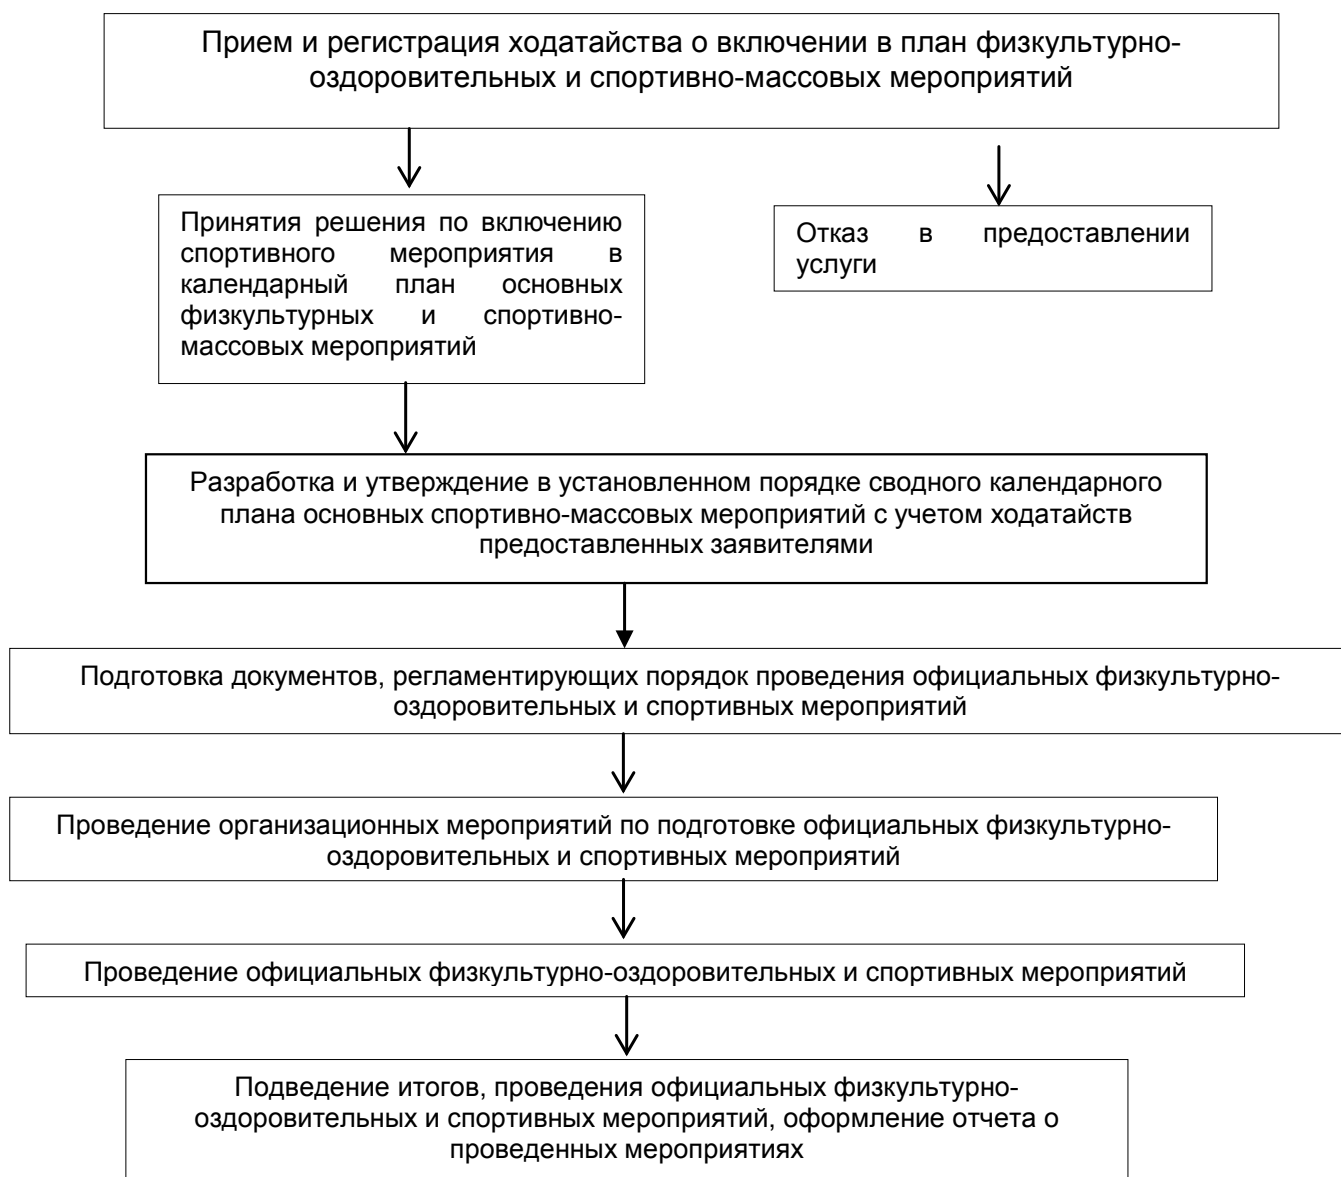 Прием и регистрация ходатайства о включении в план физкультурно-
оздоровительных и спортивно-массовых мероприятий
Принятия решения по включению
спортивного мероприятия в
календарный план основных
физкультурных и спортивно-
массовых мероприятий
Отказ в предоставлении
услуги
Разработка и утверждение в установленном порядке сводного календарного
плана основных спортивно-массовых мероприятий с учетом ходатайств
предоставленных заявителями
Подготовка документов, регламентирующих порядок проведения официальных физкультурно-
оздоровительных и спортивных мероприятий
Проведение организационных мероприятий по подготовке официальных физкультурно-
оздоровительных и спортивных мероприятий
Проведение официальных физкультурно-оздоровительных и спортивных мероприятий
Подведение итогов, проведения официальных физкультурно-
оздоровительных и спортивных мероприятий, оформление отчета о
проведенных мероприятиях